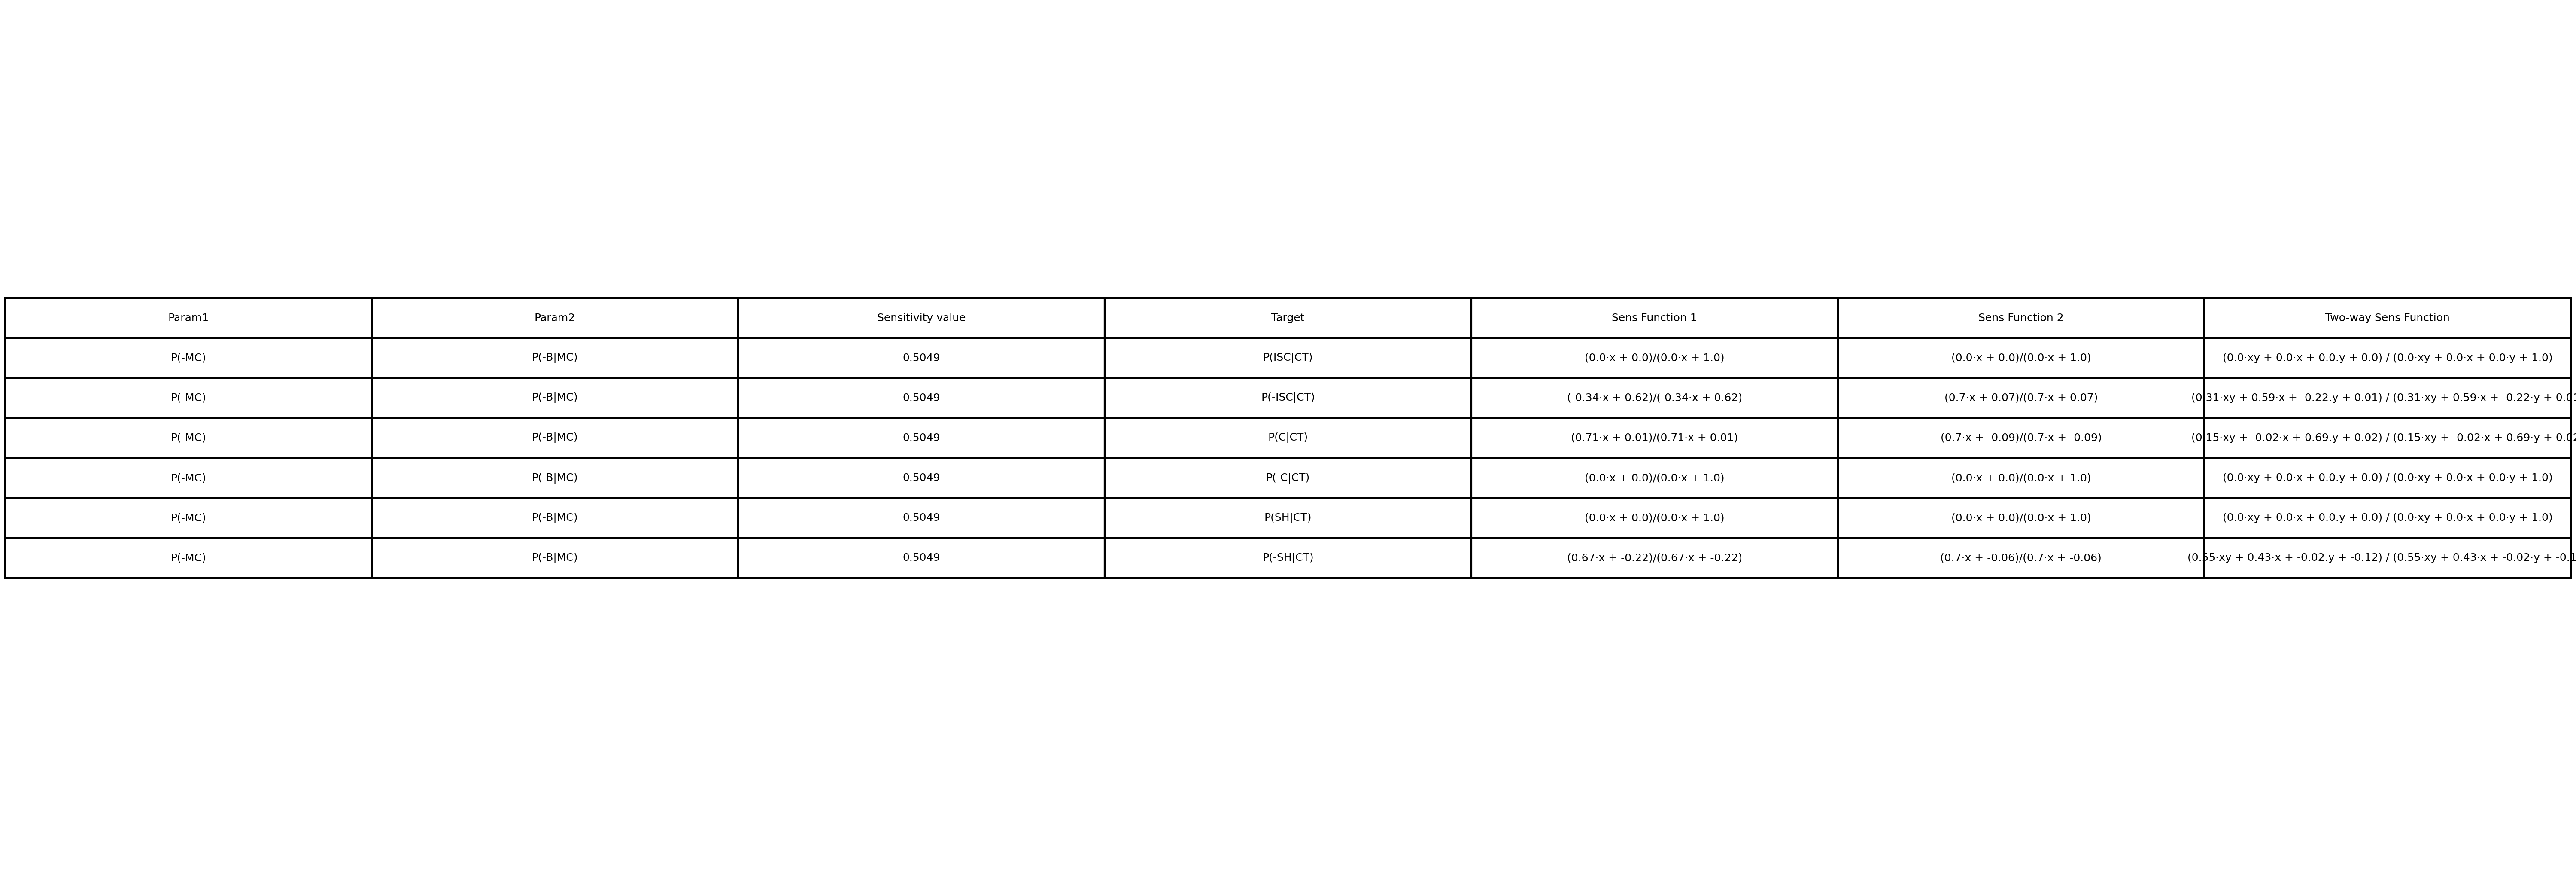 Param1 Param2 Sensitivity value Target Sens Function 1 Sens Function 2 Two-way Sens Function
P(-MC) P(-B|MC) 0.5049 P(ISC|CT) (0.0·x + 0.0)/(0.0·x + 1.0) (0.0·x + 0.0)/(0.0·x + 1.0) (0.0·xy + 0.0·x + 0.0.y + 0.0) / (0.0·xy + 0.0·x + 0.0·y + 1.0)
P(-MC) P(-B|MC) 0.5049 P(-ISC|CT) (-0.34·x + 0.62)/(-0.34·x + 0.62) (0.7·x + 0.07)/(0.7·x + 0.07) (0.31·xy + 0.59·x + -0.22.y + 0.01) / (0.31·xy + 0.59·x + -0.22·y +
P(-MC) P(-B|MC) 0.5049 P(C|CT) (0.71·x + 0.01)/(0.71·x + 0.01) (0.7·x + -0.09)/(0.7·x + -0.09) (0.15·xy + -0.02·x + 0.69.y + 0.02) / (0.15·xy + -0.02·x + 0.69·y +
P(-MC) P(-B|MC) 0.5049 P(-C|CT) (0.0·x + 0.0)/(0.0·x + 1.0) (0.0·x + 0.0)/(0.0·x + 1.0) (0.0·xy + 0.0·x + 0.0.y + 0.0) / (0.0·xy + 0.0·x + 0.0·y + 1.0)
P(-MC) P(-B|MC) 0.5049 P(SH|CT) (0.0·x + 0.0)/(0.0·x + 1.0) (0.0·x + 0.0)/(0.0·x + 1.0) (0.0·xy + 0.0·x + 0.0.y + 0.0) / (0.0·xy + 0.0·x + 0.0·y + 1.0)
P(-MC) P(-B|MC) 0.5049 P(-SH|CT) (0.67·x + -0.22)/(0.67·x + -0.22) (0.7·x + -0.06)/(0.7·x + -0.06) (0.55·xy + 0.43·x + -0.02.y + -0.12) / (0.55·xy + 0.43·x + -0.02·y +